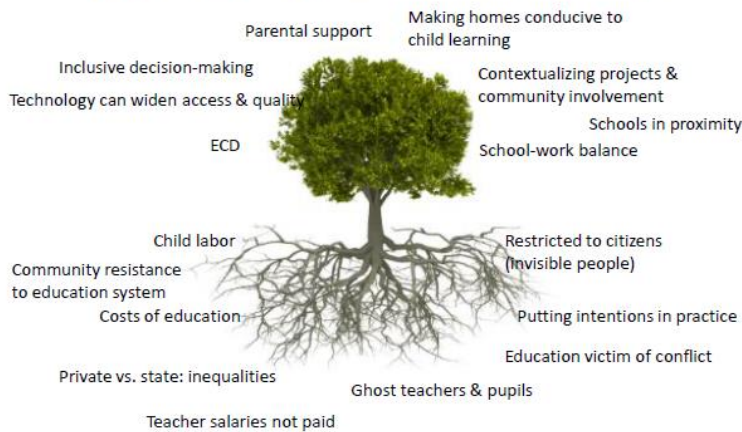 Parental support
Making homes conducive to
child learning
Inclusive decision-making
Contextualizing projects &
community involvement
Technology can widen access & quality
Schools in proximity
ECD
School-work balance
Child labor
Restricted to citizens
(invisible people)
Community resistance
to education system
Costs of education
Putting intentions in practice
Education victim of conflict
Private vs. state: inequalities
Ghost teachers & pupils
Teacher salaries not paid